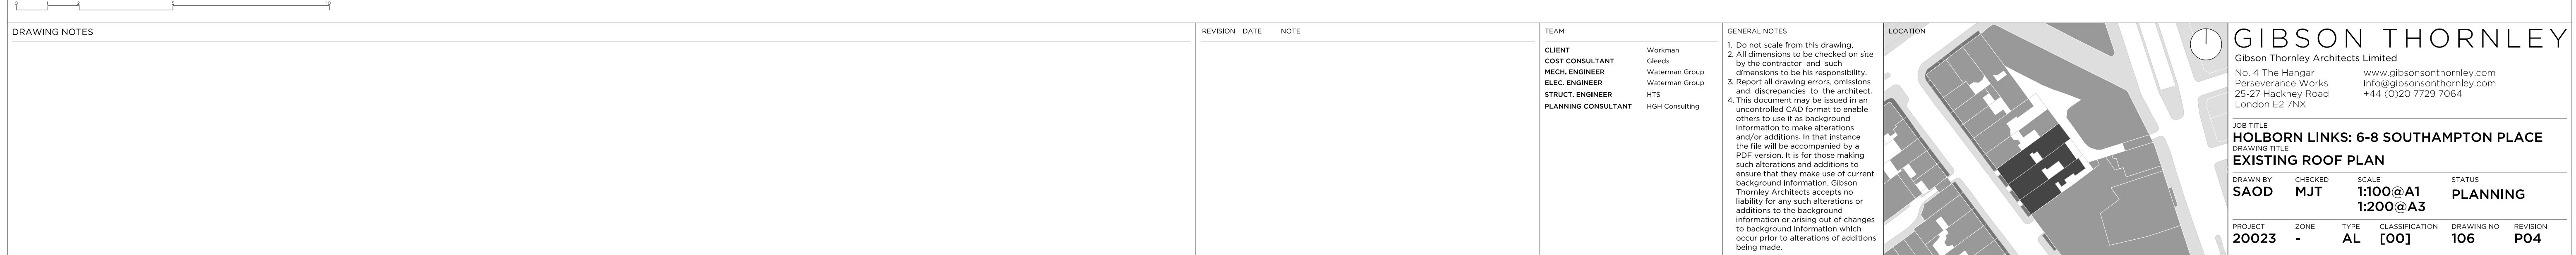 0 1 2 5 10
DRAWING NOTES
REVISION DATE NOTE
TEAM
CLIENT Workman
COST CONSULTANT Gleeds
MECH. ENGINEER Waterman Group
ELEC. ENGINEER Waterman Group
STRUCT. ENGINEER HTS
PLANNING CONSULTANT HGH Consulting
GENERAL NOTES
1. Do not scale from this drawing.
2. All dimensions to be checked on site
by the contractor and such
dimensions to be his responsibility.
3. Report all drawing errors, omissions
and discrepancies to the architect.
4. This document may be issued in an
uncontrolled CAD format to enable
others to use it as background
information to make alterations
and/or additions. In that instance
the file will be accompanied by a
PDF version. It is for those making
such alterations and additions to
ensure that they make use of current
background information. Gibson
Thornley Architects accepts no
liability for any such alterations or
additions to the background
information or arising out of changes
to background information which
occur prior to alterations of additions
being made.
LOCATION
GIBSON THORNLEY
Gibson Thornley Architects Limited
No. 4 The Hangar www.gibsonsonthornley.com
Perseverance Works info@gibsonsonthornley.com
25-27 Hackney Road +44 (0)20 7729 7064
London E2 7NX
JOB TITLE
HOLBORN LINKS: 6-8 SOUTHAMPTON PLACE
DRAWING TITLE
EXISTING ROOF PLAN
DRAWN BY CHECKED SCALE STATUS
SAOD MJT 1:100@A1 PLANNING
1:200@A3
PROJECT ZONE TYPE CLASSIFICATION DRAWING NO REVISION
20023 - AL [00] 106 P04